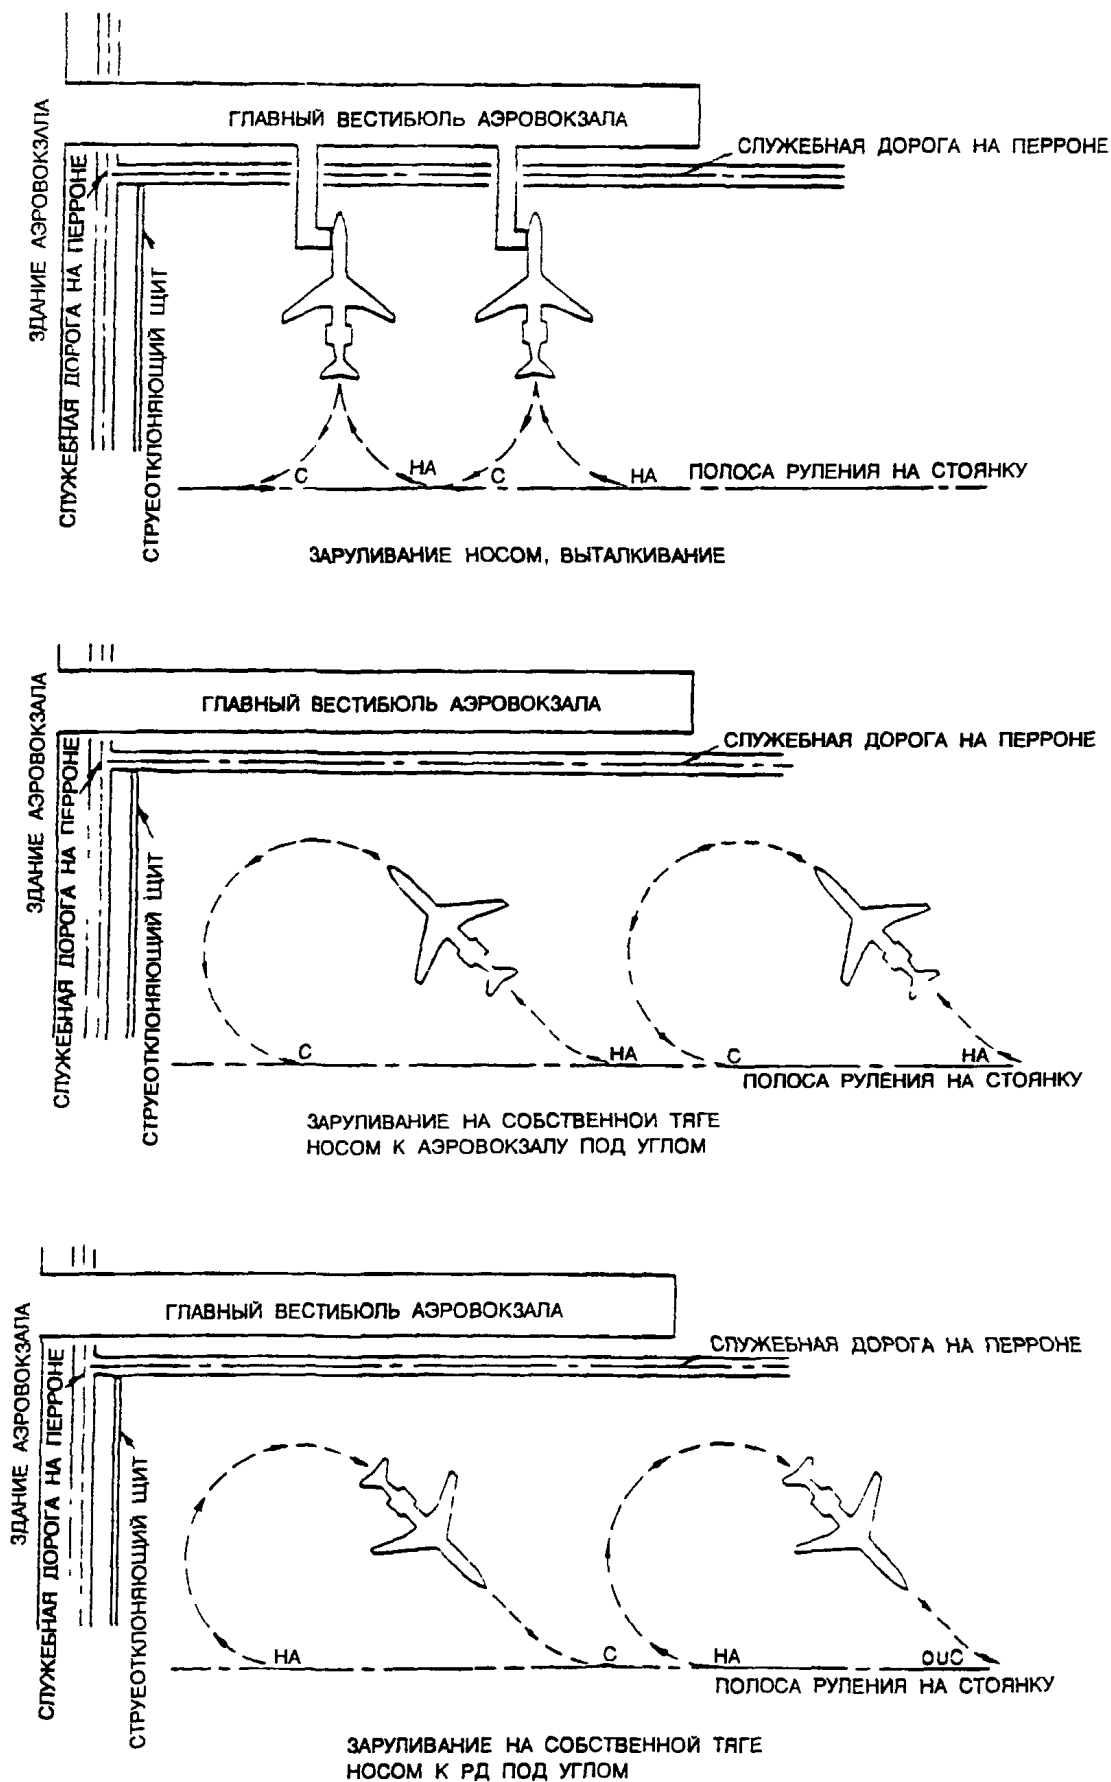 ГЛАВНЫЙ ВЕСТИБЮЛЬ АЭРОВОКЗАЛА
СЛУЖЕБНАЯ ДОРОГА НА ПЕРРОНЕ
ЗДАНИЕ АЭРОВОКЗАЛА
СЛУЖЕБНАЯ ДОРОГА НА ПЕРРОНЕ
СТРУЕОТКЛОНЯЮЩИЙ ЩИТ
С
НА
С
НА
ПОЛОСА РУЛЕНИЯ НА СТОЯНКУ
ЗАРУЛИВАНИЕ НОСОМ, ВЫТАЛКИВАНИЕ
ГЛАВНЫЙ ВЕСТИБЮЛЬ АЭРОВОКЗАЛА
СЛУЖЕБНАЯ ДОРОГА НА ПЕРРОНЕ
ЗДАНИЕ АЭРОВОКЗАЛА
СЛУЖЕБНАЯ ДОРОГА НА ПЕРРОНЕ
СТРУЕОТКЛОНЯЮЩИЙ ЩИТ
С
НА
С
НА
ПОЛОСА РУЛЕНИЯ НА СТОЯНКУ
ЗАРУЛИВАНИЕ НА СОБСТВЕННОЙ ТЯГЕ
НОСОМ К АЭРОВОКЗАЛУ ПОД УГЛОМ
ГЛАВНЫЙ ВЕСТИБЮЛЬ АЭРОВОКЗАЛА
СЛУЖЕБНАЯ ДОРОГА НА ПЕРРОНЕ
ЗДАНИЕ АЭРОВОКЗАЛА
СЛУЖЕБНАЯ ДОРОГА НА ПЕРРОНЕ
СТРУЕОТКЛОНЯЮЩИЙ ЩИТ
НА
С
НА
OUC
ПОЛОСА РУЛЕНИЯ НА СТОЯНКУ
ЗАРУЛИВАНИЕ НА СОБСТВЕННОЙ ТЯГЕ
НОСОМ К РД ПОД УГЛОМ